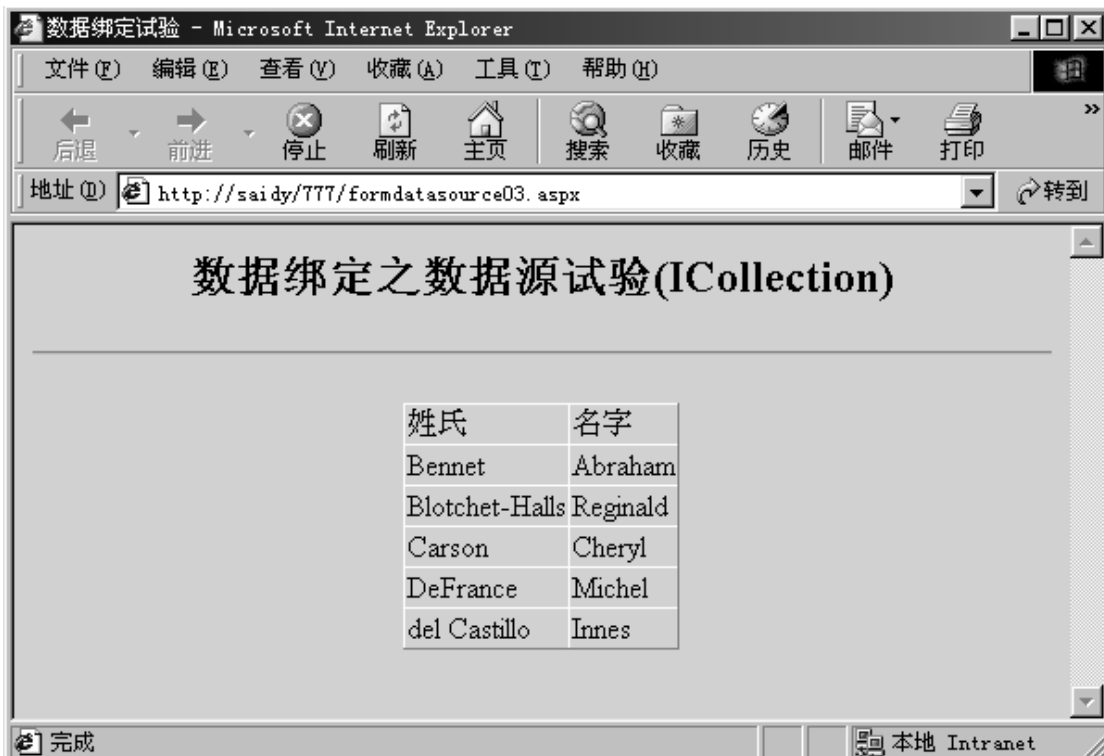 数据绑定试验 - Microsoft Internet Explorer
文件(F) 编辑(E) 查看(V) 收藏(A) 工具(T) 帮助(H)
后退 前进 停止 刷新 主页 搜索 收藏 历史 邮件 打印 »
地址(D) http://saidy/777/formdatasource03.aspx 转到
数据绑定之数据源试验(ICollection)
姓氏 名字
Bennet Abraham
Blotchet-Halls Reginald
Carson Cheryl
DeFrance Michel
del Castillo Innes
完成 本地 Intranet